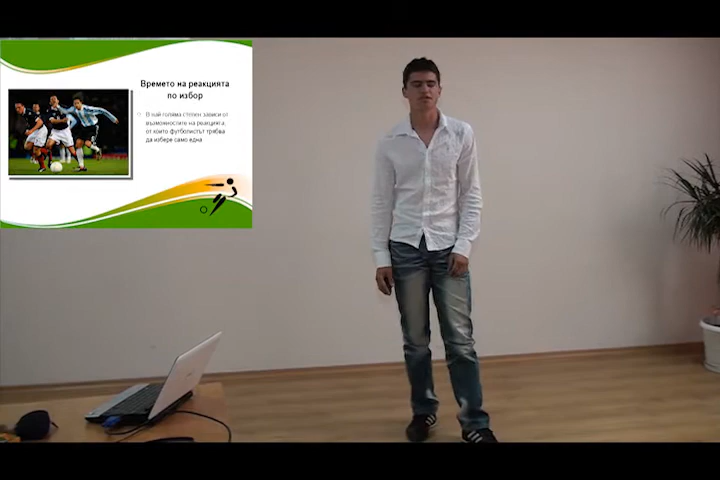 Времето на реакцията
по избор
В най голяма степен зависи от
възможностите на реакцията,
от които футболистът трябва
да избере само една